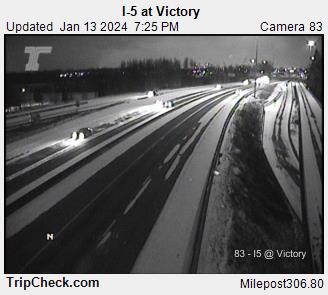 I-5 at Victory
Updated Jan 13 2024 7:25 PM Camera 83
T
N
83 - I5 @ Victory
TripCheck.com Milepost306.80